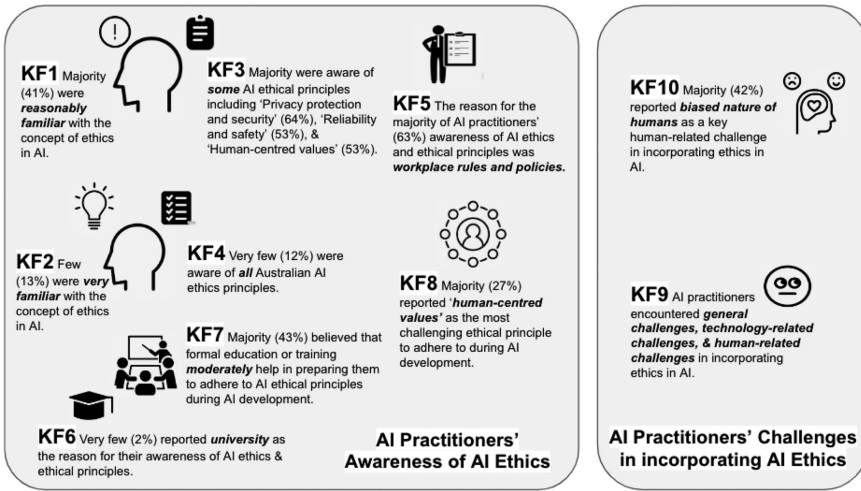 KF1 Majority
(41%) were
reasonably
familiar with the
concept of ethics
in AI.
KF3 Majority were aware of
some AI ethical principles
including ‘Privacy protection
and security’ (64%), ‘Reliability
and safety’ (53%), &
‘Human-centred values’ (53%).
KF5 The reason for the
majority of AI practitioners’
(63%) awareness of AI ethics
and ethical principles was
workplace rules and policies.
KF2 Few
(13%) were very
familiar with the
concept of ethics
in AI.
KF4 Very few (12%) were
aware of all Australian AI
ethics principles.
KF8 Majority (27%)
reported ‘human-centred
values’ as the most
challenging ethical principle
to adhere to during AI
development.
KF7 Majority (43%) believed that
formal education or training
moderately help in preparing them
to adhere to AI ethical principles
during AI development.
KF6 Very few (2%) reported university as
the reason for their awareness of AI ethics &
ethical principles.
AI Practitioners’
Awareness of AI Ethics
KF10 Majority (42%)
reported biased nature of
humans as a key
human-related challenge
in incorporating ethics in
AI.
KF9 AI practitioners
encountered general
challenges, technology-related
challenges, & human-related
challenges in incorporating
ethics in AI.
AI Practitioners’ Challenges
in incorporating AI Ethics